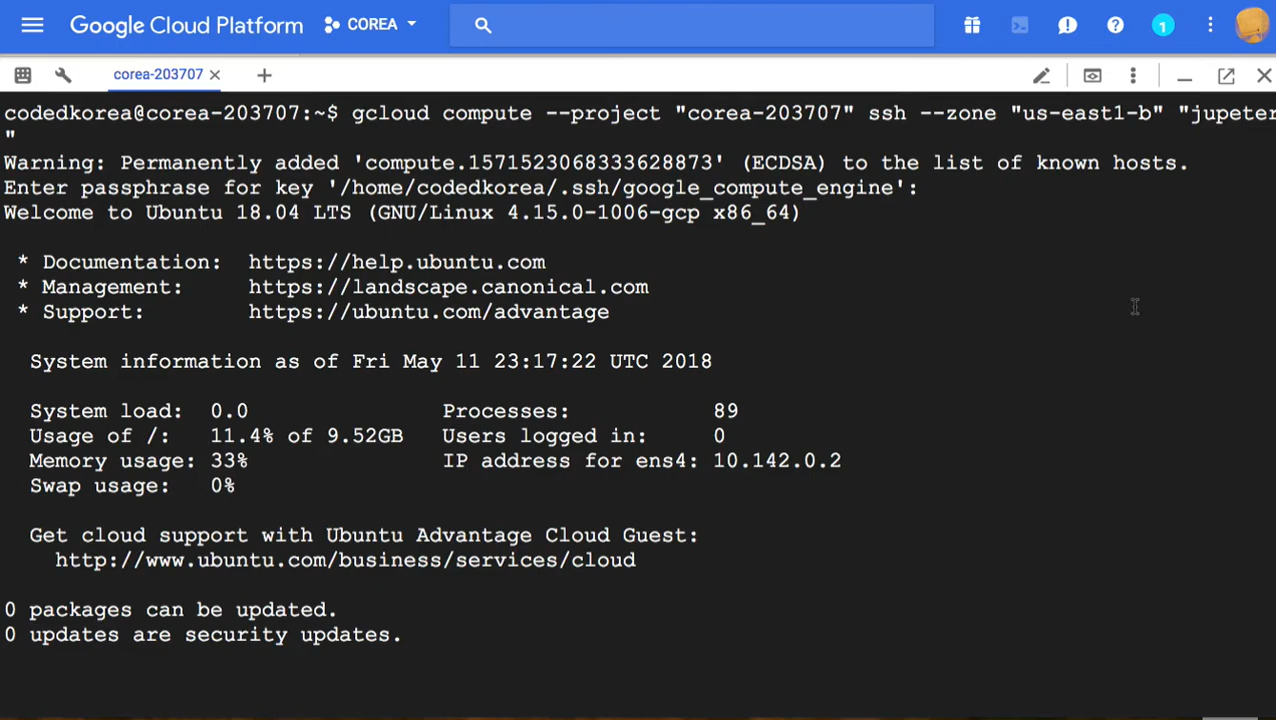 Google Cloud Platform COREA 1
corea-203707
codedkorea@corea-203707:~$ gcloud compute --project "corea-203707" ssh --zone "us-east1-b" "jupeter
"
Warning: Permanently added 'compute.1571523068333628873' (ECDSA) to the list of known hosts.
Enter passphrase for key '/home/codedkorea/.ssh/google_compute_engine':
Welcome to Ubuntu 18.04 LTS (GNU/Linux 4.15.0-1006-gcp x86_64)
* Documentation: https://help.ubuntu.com
* Management: https://landscape.canonical.com
* Support: https://ubuntu.com/advantage
System information as of Fri May 11 23:17:22 UTC 2018
System load: 0.0 Processes: 89
Usage of /: 11.4% of 9.52GB Users logged in: 0
Memory usage: 33% IP address for ens4: 10.142.0.2
Swap usage: 0%
Get cloud support with Ubuntu Advantage Cloud Guest:
http://www.ubuntu.com/business/services/cloud
0 packages can be updated.
0 updates are security updates.